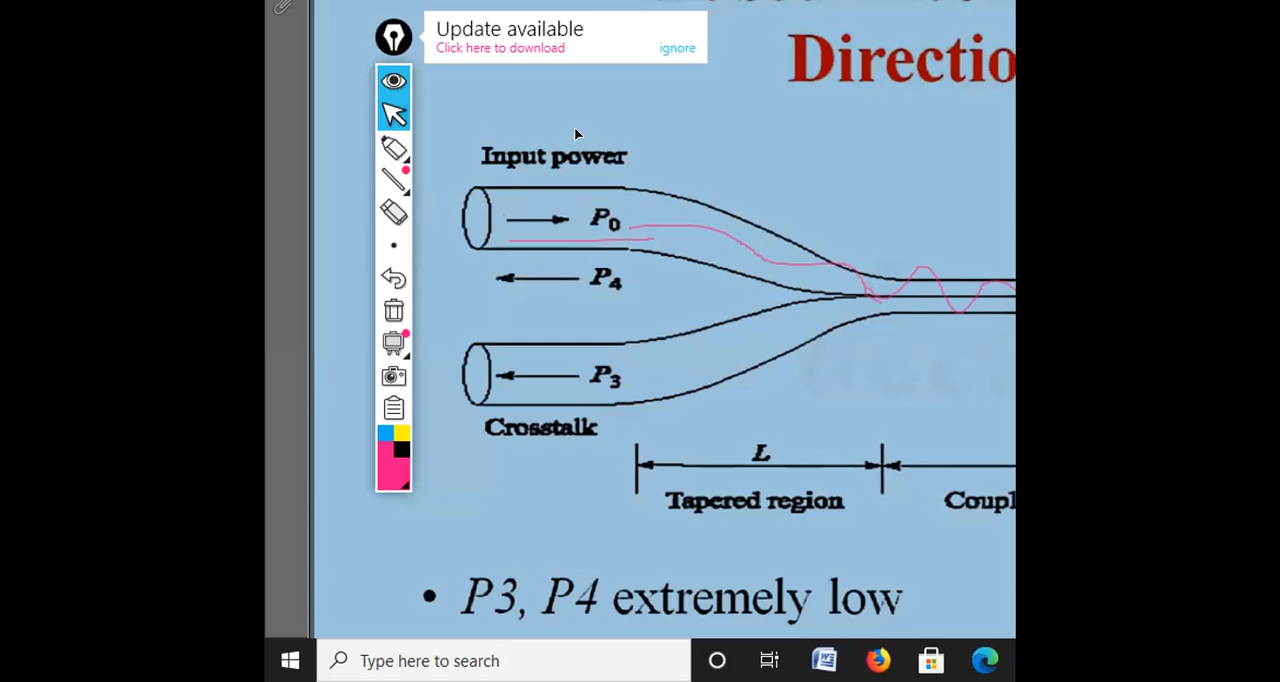 Update available
Click here to download ignore
Directio
Input power
P0
P4
P3
Crosstalk
L
Tapered region Coupl
• P3, P4 extremely low
Type here to search